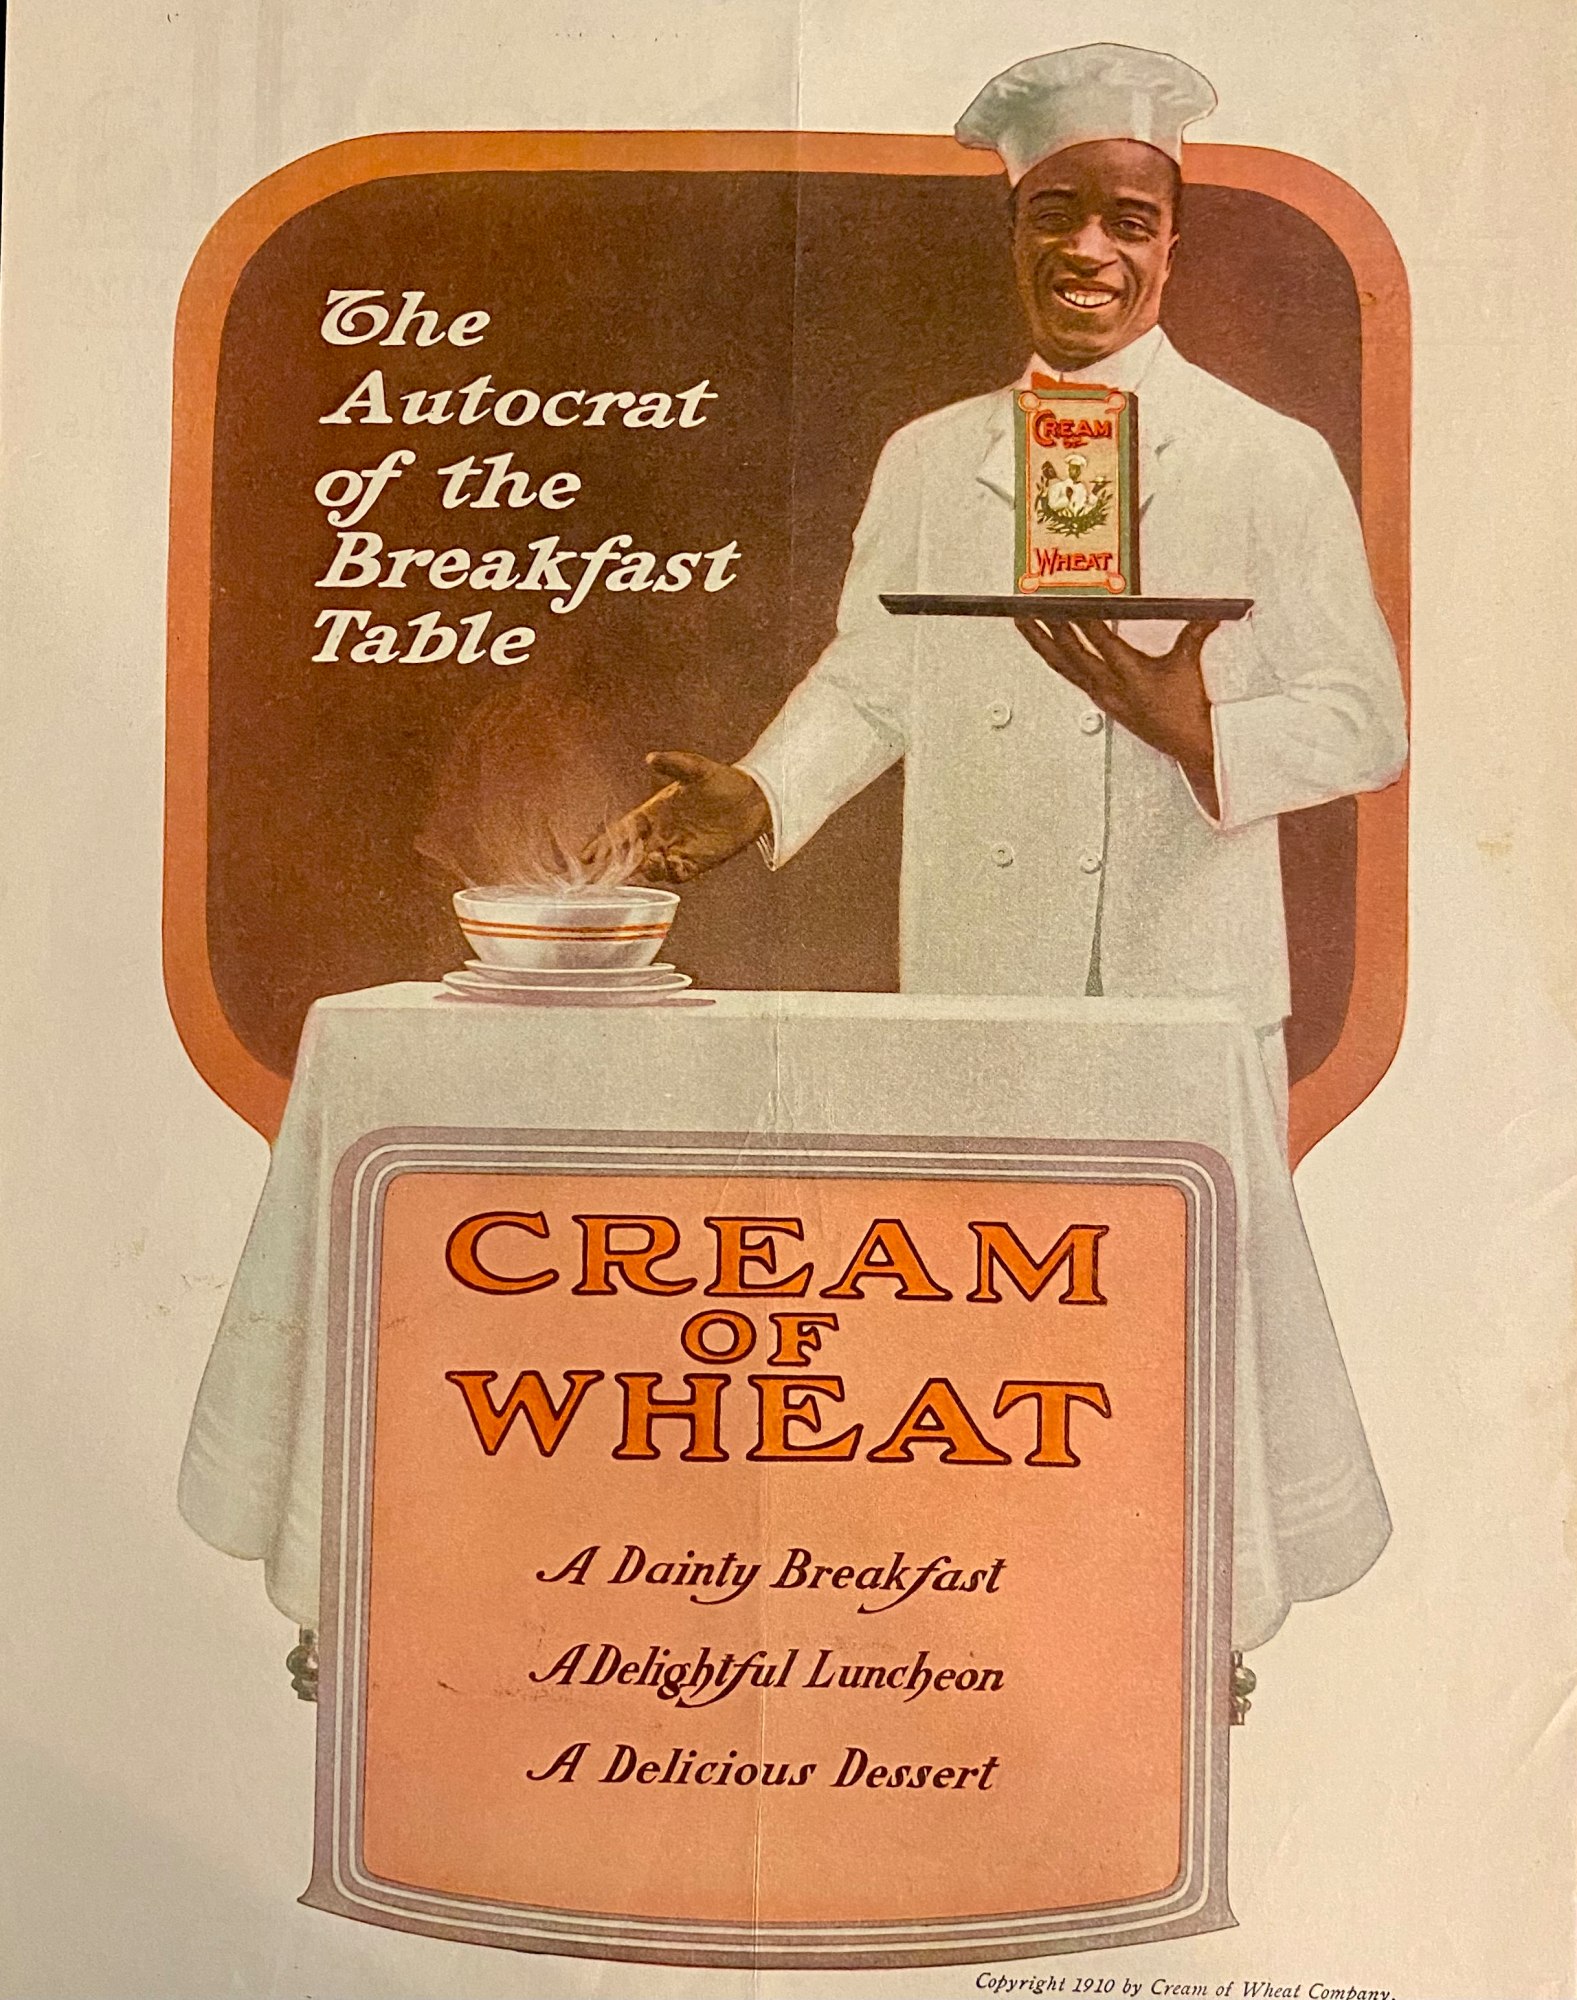 The
Autocrat
of the
Breakfast
Table
CREAM
OF
WHEAT
CREAM
OF
WHEAT
A Dainty Breakfast
A Delightful Luncheon
A Delicious Dessert
Copyright 1910 by Cream of Wheat Company.